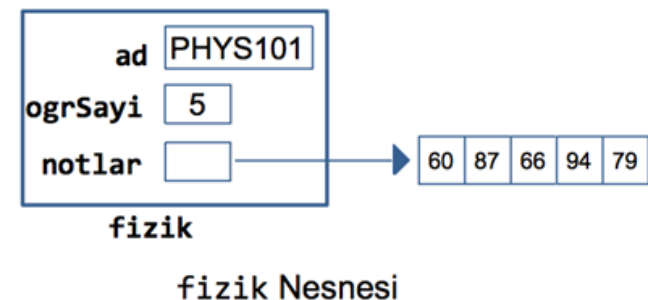 ad PHYS101
ogrSayi 5
notlar 60 87 66 94 79
fizik
fizik Nesnesi